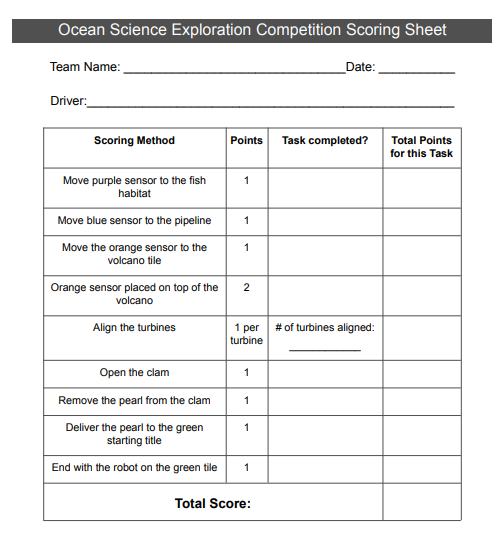 Ocean Science Exploration Competition Scoring Sheet
Team Name: ________________________________Date: ___________
Driver:_____________________________________________________
Scoring Method Points Task completed? Total Points
for this Task
Move purple sensor to the fish 1
habitat
Move blue sensor to the pipeline 1
Move the orange sensor to the 1
volcano tile
Orange sensor placed on top of the 2
volcano
Align the turbines 1 per # of turbines aligned:
turbine ___________
Open the clam 1
Remove the pearl from the clam 1
Deliver the pearl to the green 1
starting title
End with the robot on the green tile 1
Total Score: